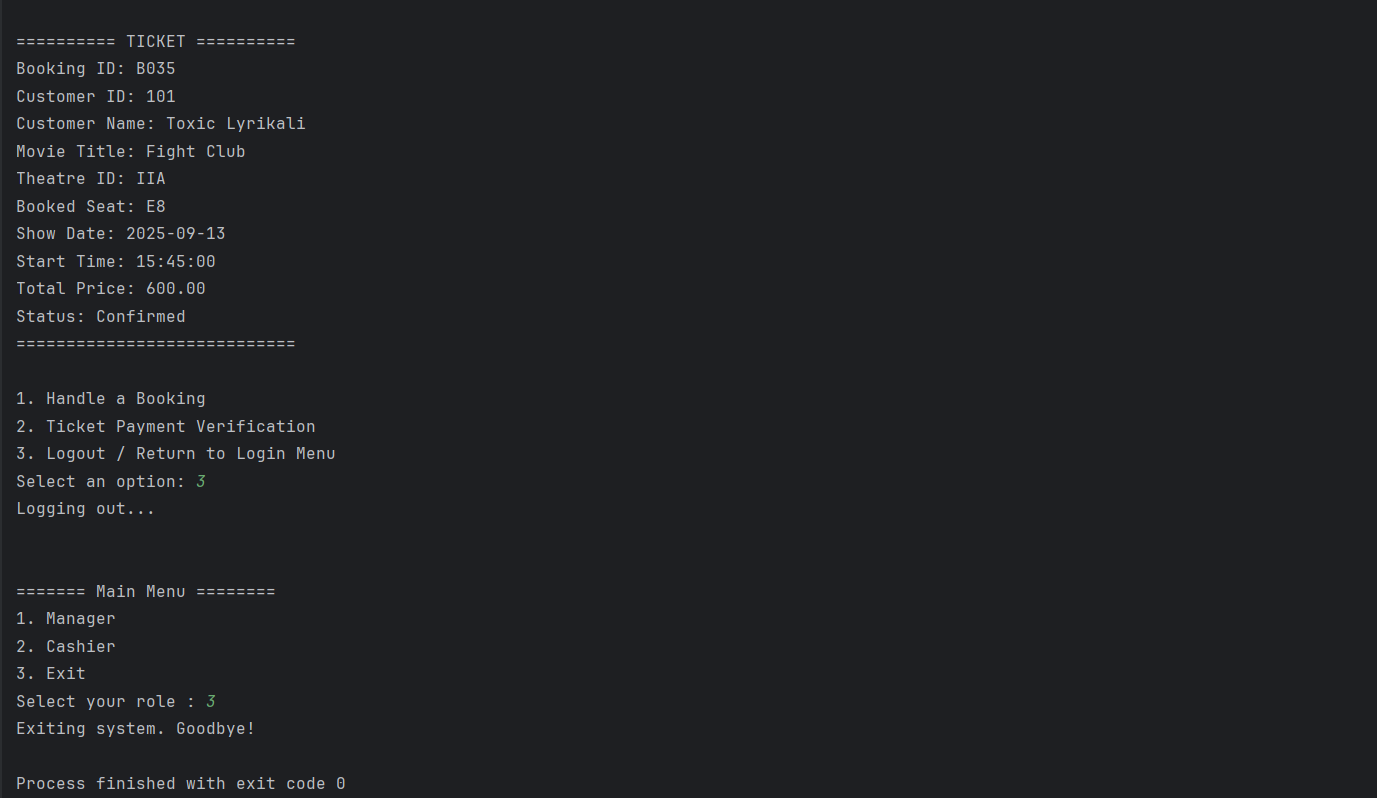 ========== TICKET ==========
Booking ID: B035
Customer ID: 101
Customer Name: Toxic Lyrikali
Movie Title: Fight Club
Theatre ID: IIA
Booked Seat: E8
Show Date: 2025-09-13
Start Time: 15:45:00
Total Price: 600.00
Status: Confirmed
============================
1. Handle a Booking
2. Ticket Payment Verification
3. Logout / Return to Login Menu
Select an option: 3
Logging out...
======= Main Menu ========
1. Manager
2. Cashier
3. Exit
Select your role : 3
Exiting system. Goodbye!
Process finished with exit code 0